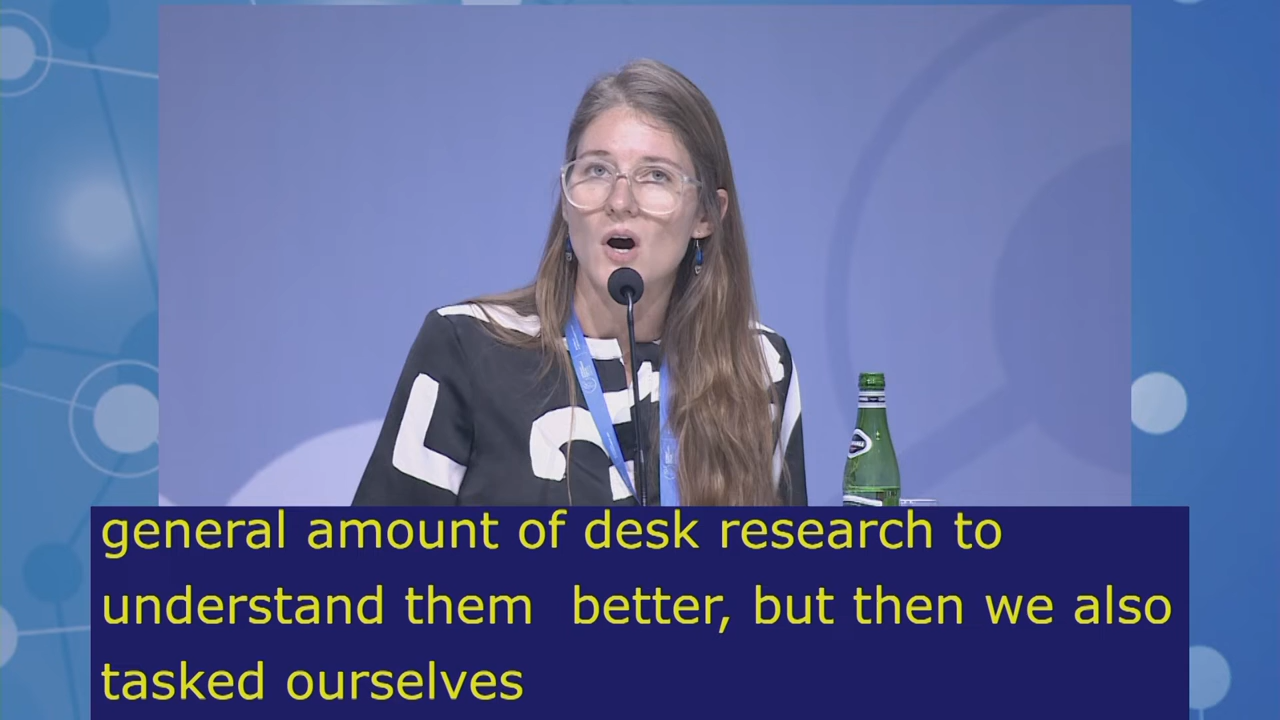 general amount of desk research to
understand them  better, but then we also
tasked ourselves